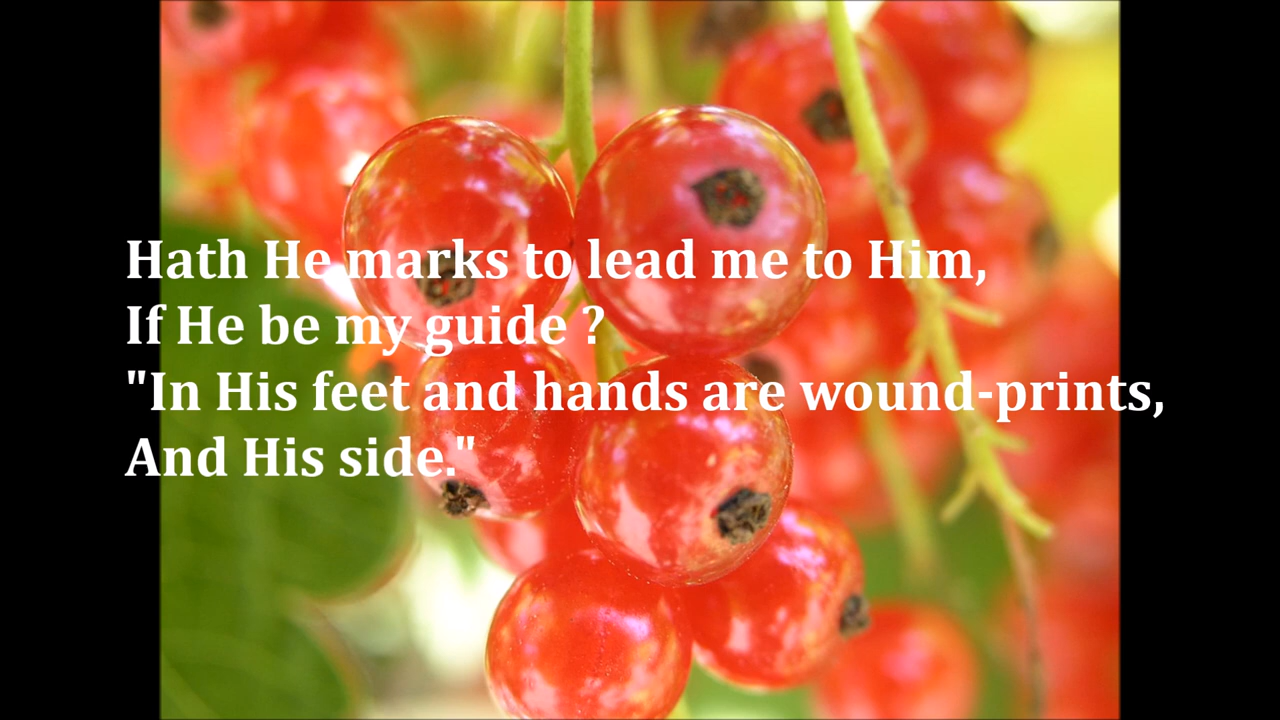 Hath He marks to lead me to Him,
If He be my guide ?
"In His feet and hands are wound-prints,
And His side."